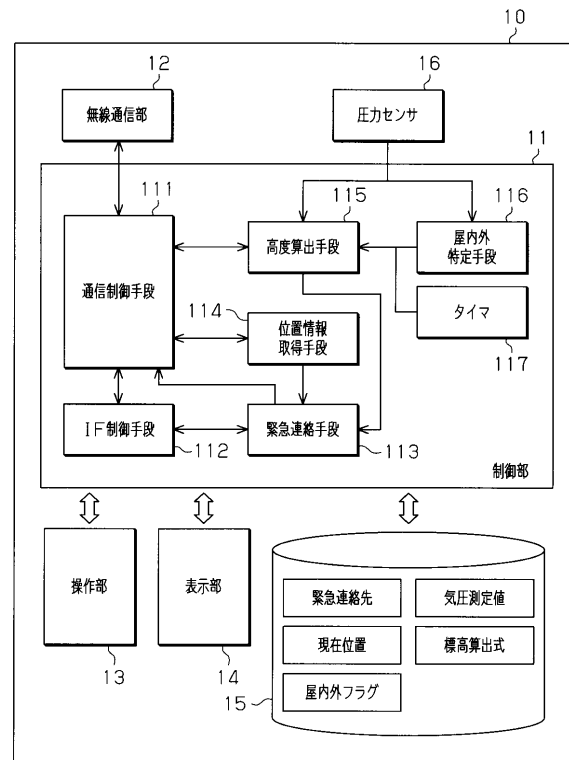 10
12
無線通信部
16
圧力センサ
11
111
通信制御手段
115
高度算出手段
116
屋内外
特定手段
114
位置情報
取得手段
タイマ
117
IF制御手段
112
緊急連絡手段
113
制御部
操作部
13
表示部
14
緊急連絡先
気圧測定値
現在位置
標高算出式
屋内外フラグ
15